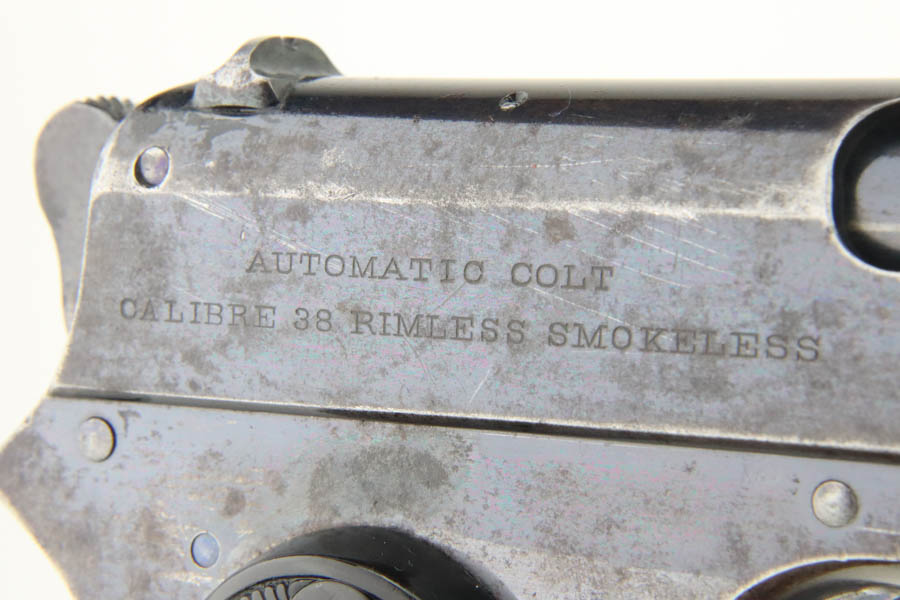 AUTOMATIC COLT
CALIBRE 38 RIMLESS SMOKELESS